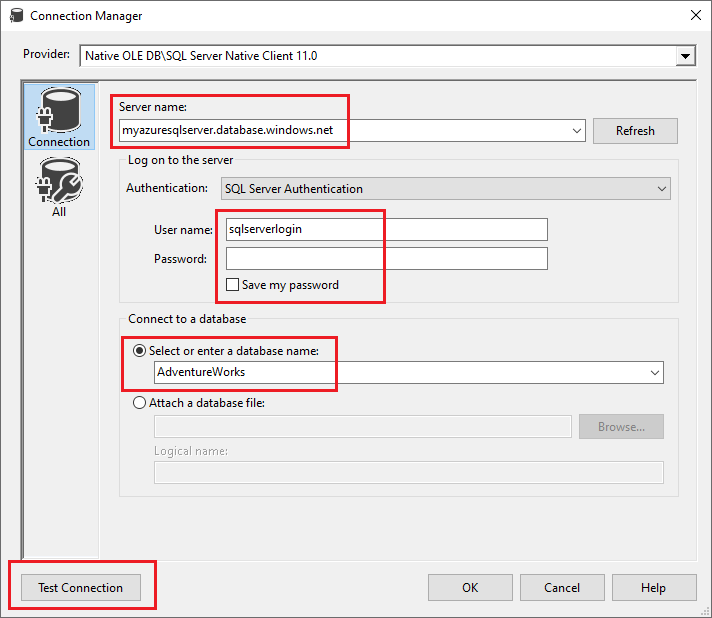 Connection Manager
Provider: Native OLE DB\SQL Server Native Client 11.0
Connection
All
Server name:
myazuresqlserver.database.windows.net
Refresh
Log on to the server
Authentication: SQL Server Authentication
User name: sqlserverlogin
Password:
Save my password
Connect to a database
Select or enter a database name:
AdventureWorks
Attach a database file:
Browse...
Logical name:
Test Connection OK Cancel Help